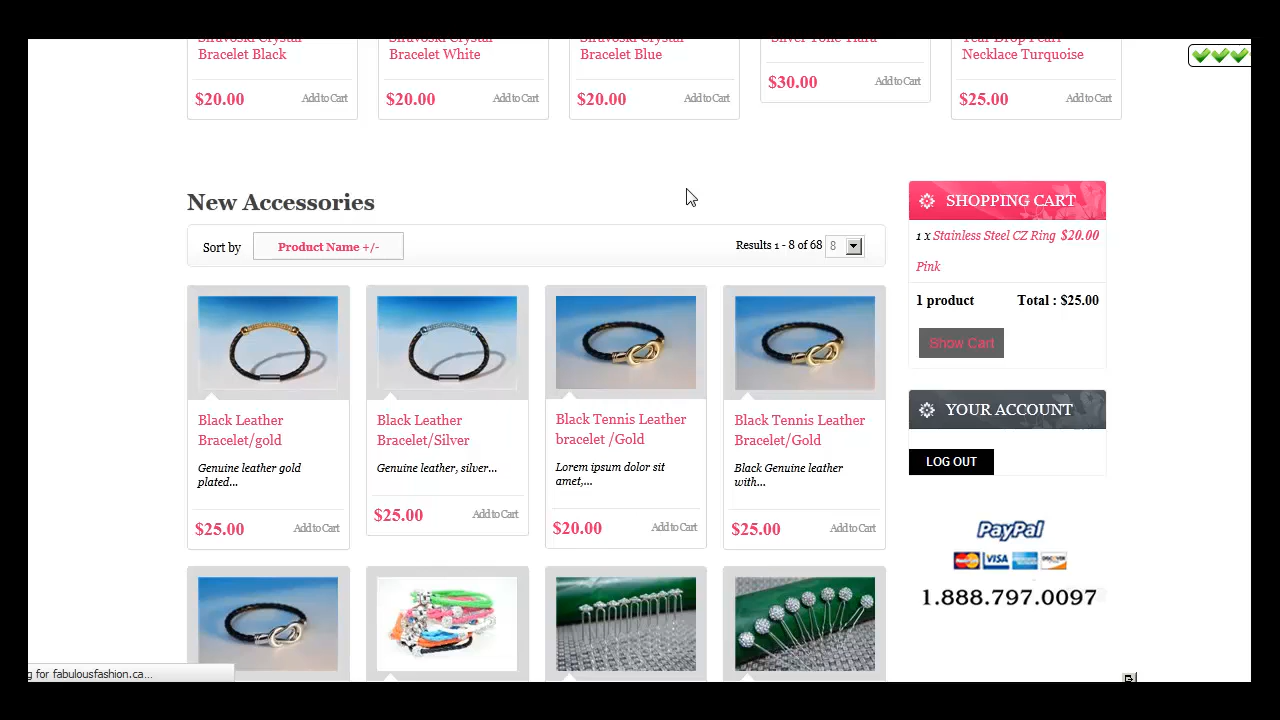 Bracelet Black
Bracelet White
Bracelet Blue
Necklace Turquoise
$20.00 Add to Cart
$20.00 Add to Cart
$20.00 Add to Cart
$30.00 Add to Cart
$25.00 Add to Cart
New Accessories
Sort by Product Name +/- Results 1 - 8 of 68 8
Black Leather
Bracelet/gold
Genuine leather gold
plated...
$25.00 Add to Cart
Black Leather
Bracelet/Silver
Genuine leather, silver...
$25.00 Add to Cart
Black Tennis Leather
bracelet /Gold
Lorem ipsum dolor sit
amet,...
$20.00 Add to Cart
Black Tennis Leather
Bracelet/Gold
Black Genuine leather
with...
$25.00 Add to Cart
SHOPPING CART
1 x Stainless Steel CZ Ring $20.00
Pink
1 product Total : $25.00
Show Cart
YOUR ACCOUNT
LOG OUT
PayPal
MasterCard VISA DISCOVER
1.888.797.0097
g for fabulousfashion.ca...